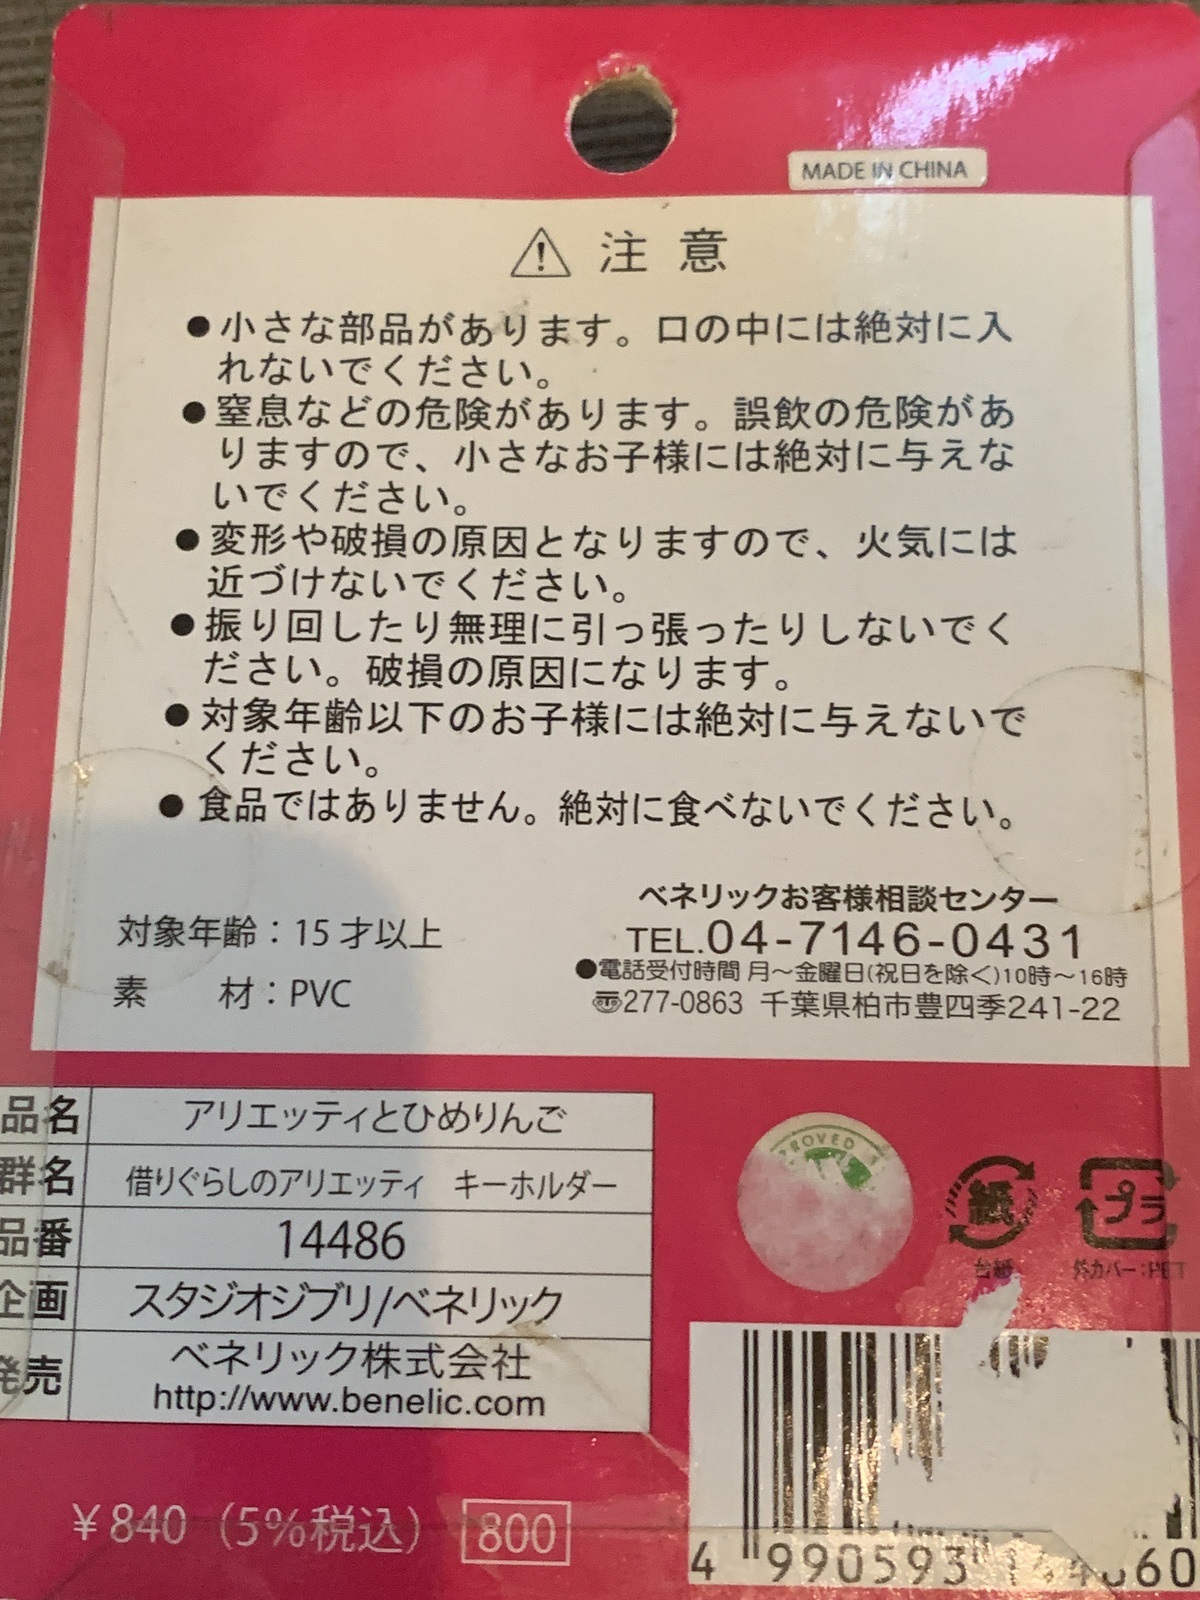 MADE IN CHINA
注意
●小さな部品があります。口の中には絶対に入
れないでください。
●窒息などの危険があります。誤飲の危険があ
りますので、小さなお子様には絶対に与えな
いでください。
●変形や破損の原因となりますので、火気には
近づけないでください。
●振り回したり無理に引っ張ったりしないでく
ださい。破損の原因になります。
●対象年齢以下のお子様には絶対に与えないで
ください。
●食品ではありません。絶対に食べないでください。
対象年齢：15才以上
素　材：PVC
ベネリックお客様相談センター
TEL.04-7146-0431
●電話受付時間 月～金曜日(祝日を除く)10時～16時
〠277-0863 千葉県柏市豊四季241-22
品名 アリエッティとひめりんご
群名 借りぐらしのアリエッティ　キーホルダー
品番 14486
企画 スタジオジブリ/ベネリック
発売 ベネリック株式会社
http://www.benelic.com
紙
台紙
プラ
外カバー:PET
¥840（5%税込） 800
4 990593